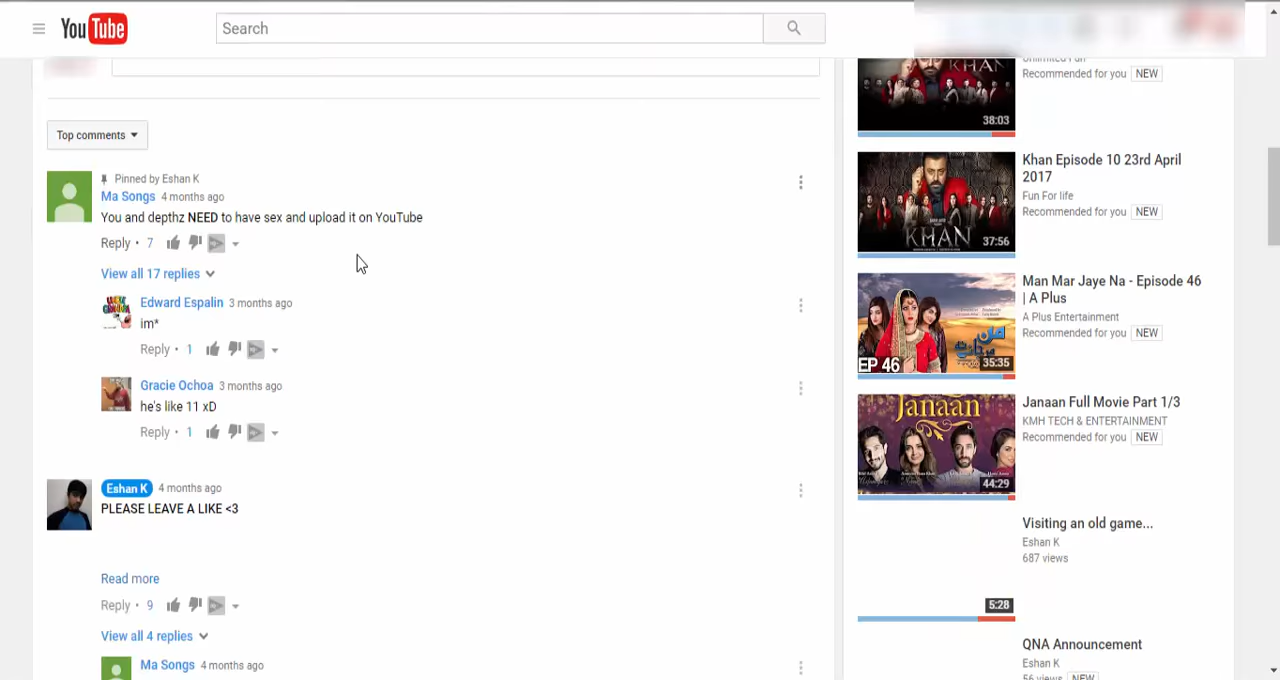 YouTube
Search
Top comments
Pinned by Eshan K
Ma Songs 4 months ago
You and depthz NEED to have sex and upload it on YouTube
Reply • 7
View all 17 replies
Edward Espalin 3 months ago
im*
Reply • 1
Gracie Ochoa 3 months ago
he's like 11 xD
Reply • 1
Eshan K 4 months ago
PLEASE LEAVE A LIKE <3
Read more
Reply • 9
View all 4 replies
Ma Songs 4 months ago
KHAN
38:03
Recommended for you NEW
KHAN
37:56
Khan Episode 10 23rd April
2017
Fun For life
Recommended for you NEW
EP 46
35:35
Man Mar Jaye Na - Episode 46
| A Plus
A Plus Entertainment
Recommended for you NEW
Janaan
44:29
Janaan Full Movie Part 1/3
KMH TECH & ENTERTAINMENT
Recommended for you NEW
5:28
Visiting an old game...
Eshan K
687 views
QNA Announcement
Eshan K
56 views NEW